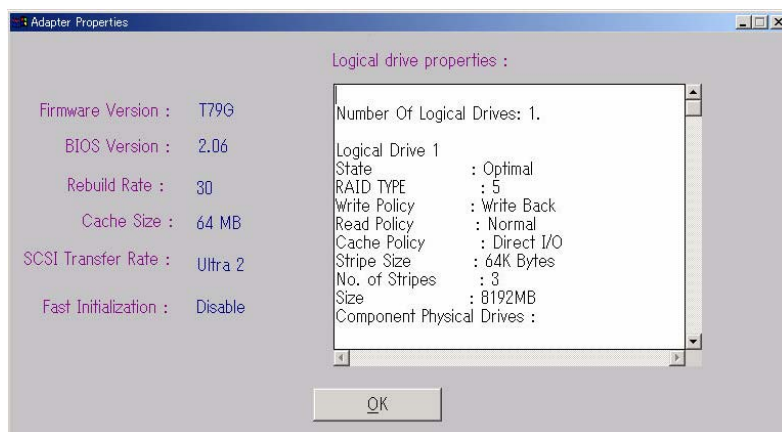 Adapter Properties
Logical drive properties :
Firmware Version : T79G
BIOS Version : 2.06
Rebuild Rate : 30
Cache Size : 64 MB
SCSI Transfer Rate : Ultra 2
Fast Initialization : Disable
Number Of Logical Drives: 1.
Logical Drive 1
State : Optimal
RAID TYPE : 5
Write Policy : Write Back
Read Policy : Normal
Cache Policy : Direct I/O
Stripe Size : 64K Bytes
No. of Stripes : 3
Size : 8192MB
Component Physical Drives :
OK